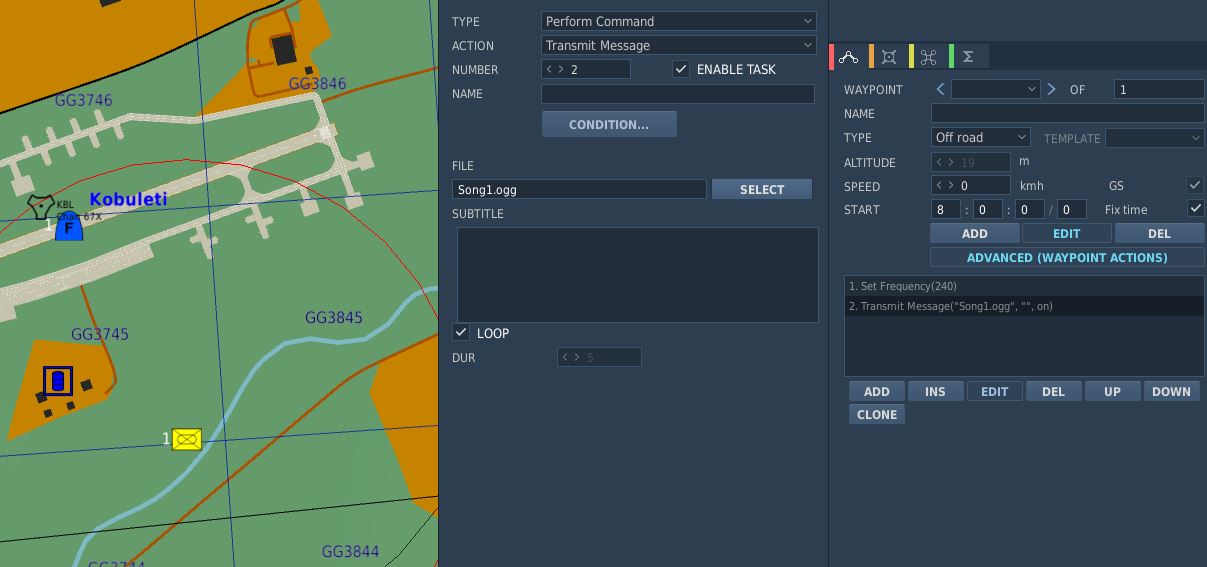 GG3846
GG3746
KBL
Chan 67X
Kobuleti
1
F
GG3845
GG3745
1
GG3844
GG3744
TYPE
Perform Command
ACTION
Transmit Message
NUMBER
< > 2
ENABLE TASK
NAME
CONDITION...
FILE
Song1.ogg
SELECT
SUBTITLE
LOOP
DUR
< > 5
WAYPOINT
OF
1
NAME
TYPE
Off road
TEMPLATE
ALTITUDE
< > 19
m
SPEED
< > 0
kmh
GS
START
8 : 0 : 0 / 0
Fix time
ADD
EDIT
DEL
ADVANCED (WAYPOINT ACTIONS)
1. Set Frequency(240)
2. Transmit Message("Song1.ogg", "", on)
ADD
INS
EDIT
DEL
UP
DOWN
CLONE